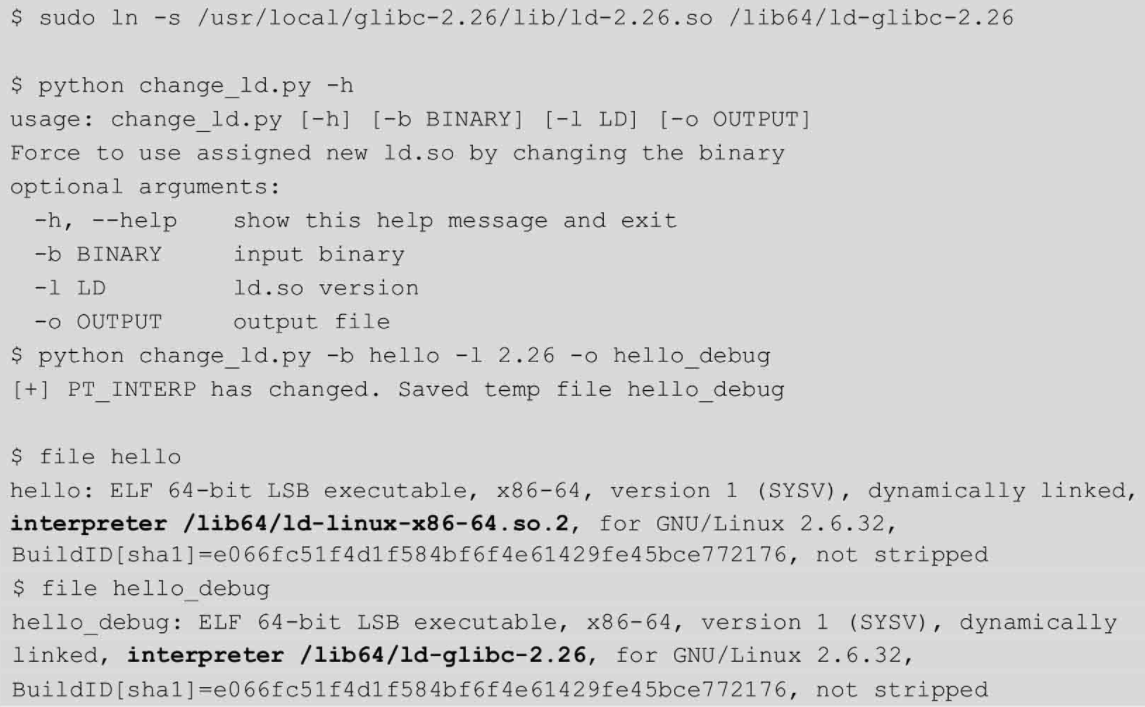 $ sudo ln -s /usr/local/glibc-2.26/lib/ld-2.26.so /lib64/ld-glibc-2.26
$ python change_ld.py -h
usage: change_ld.py [-h] [-b BINARY] [-l LD] [-o OUTPUT]
Force to use assigned new ld.so by changing the binary
optional arguments:
  -h, --help    show this help message and exit
  -b BINARY     input binary
  -l LD         ld.so version
  -o OUTPUT     output file
$ python change_ld.py -b hello -l 2.26 -o hello_debug
[+] PT_INTERP has changed. Saved temp file hello_debug
$ file hello
hello: ELF 64-bit LSB executable, x86-64, version 1 (SYSV), dynamically linked,
interpreter /lib64/ld-linux-x86-64.so.2, for GNU/Linux 2.6.32,
BuildID[sha1]=e066fc51f4d1f584bf6f4e61429fe45bce772176, not stripped
$ file hello_debug
hello_debug: ELF 64-bit LSB executable, x86-64, version 1 (SYSV), dynamically
linked, interpreter /lib64/ld-glibc-2.26, for GNU/Linux 2.6.32,
BuildID[sha1]=e066fc51f4d1f584bf6f4e61429fe45bce772176, not stripped